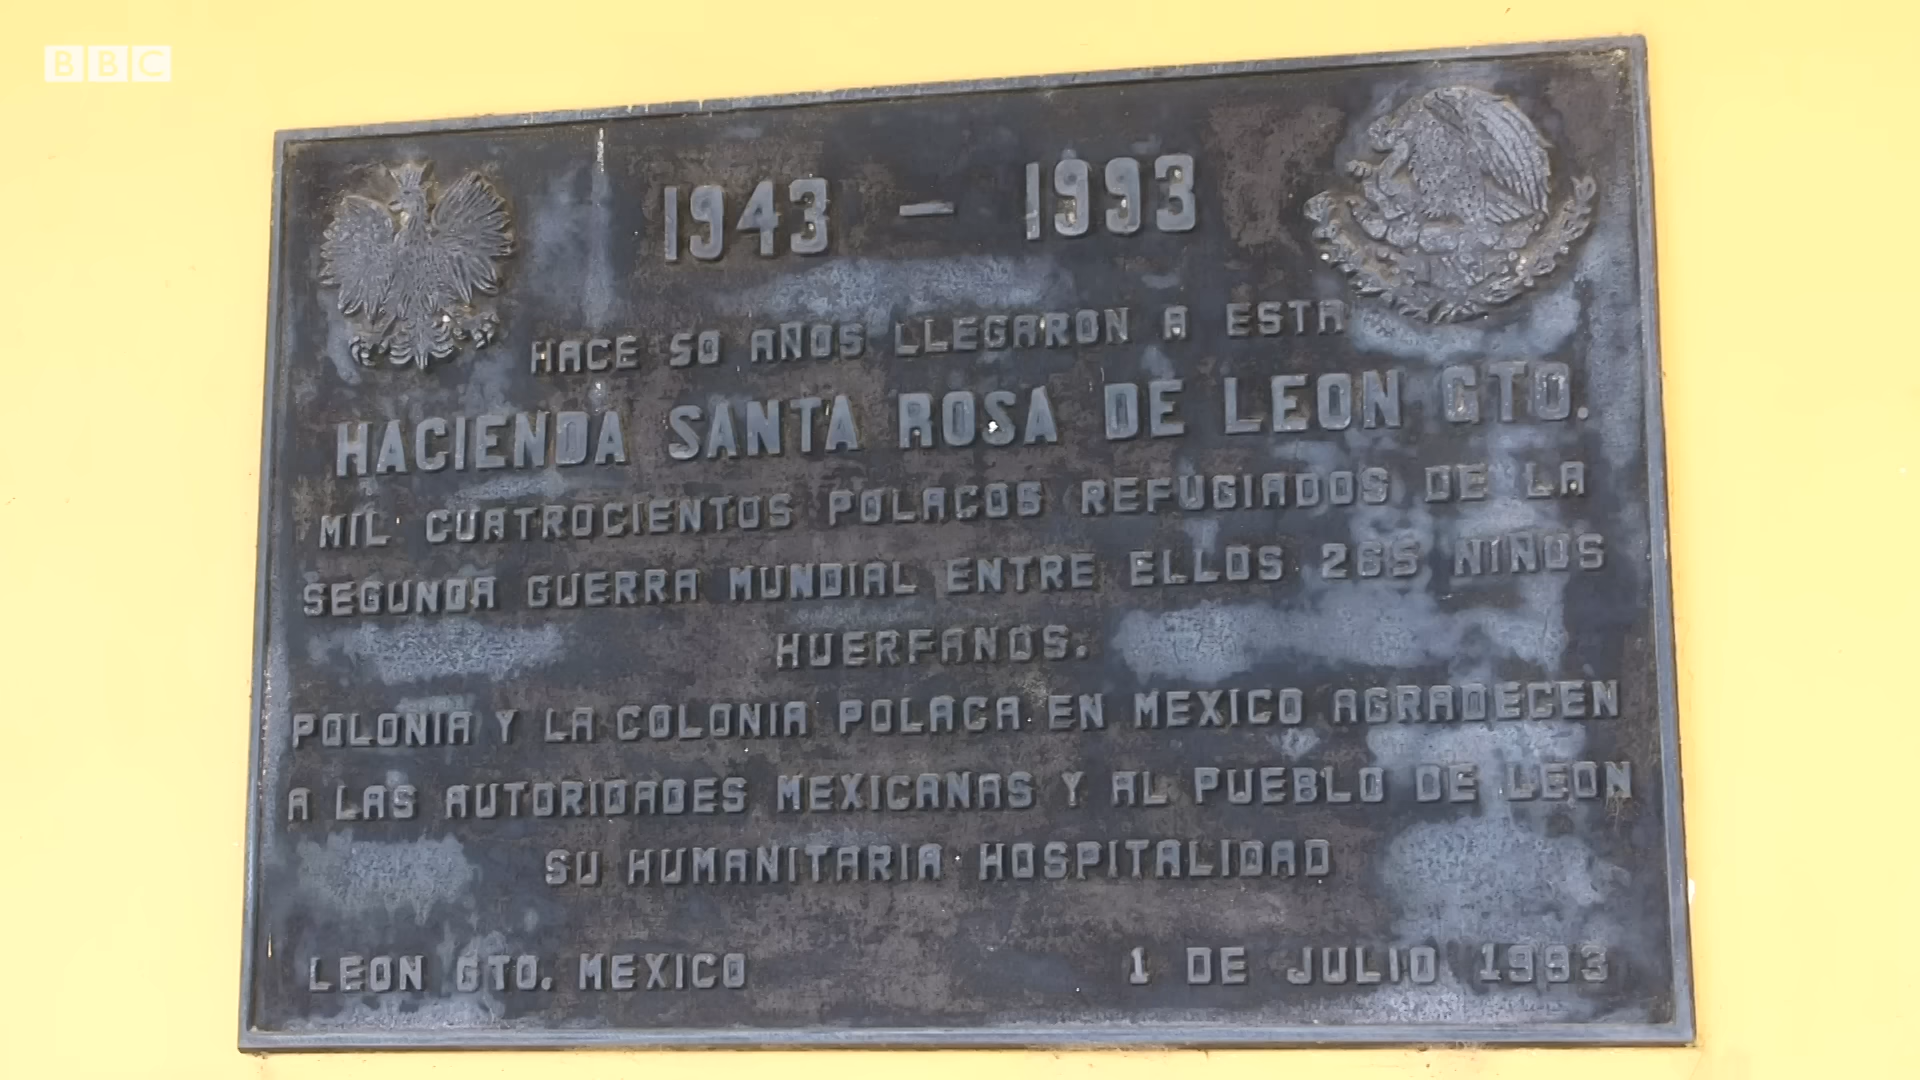 BBC
1943 – 1993
HACE 50 AÑOS LLEGARON A ESTA
HACIENDA SANTA ROSA DE LEON GTO.
MIL CUATROCIENTOS POLACOS REFUGIADOS DE LA
SEGUNDA GUERRA MUNDIAL ENTRE ELLOS 265 NIÑOS
HUERFANOS.
POLONIA Y LA COLONIA POLACA EN MEXICO AGRADECEN
A LAS AUTORIDADES MEXICANAS Y AL PUEBLO DE LEON
SU HUMANITARIA HOSPITALIDAD
LEON GTO. MEXICO 1 DE JULIO 1993